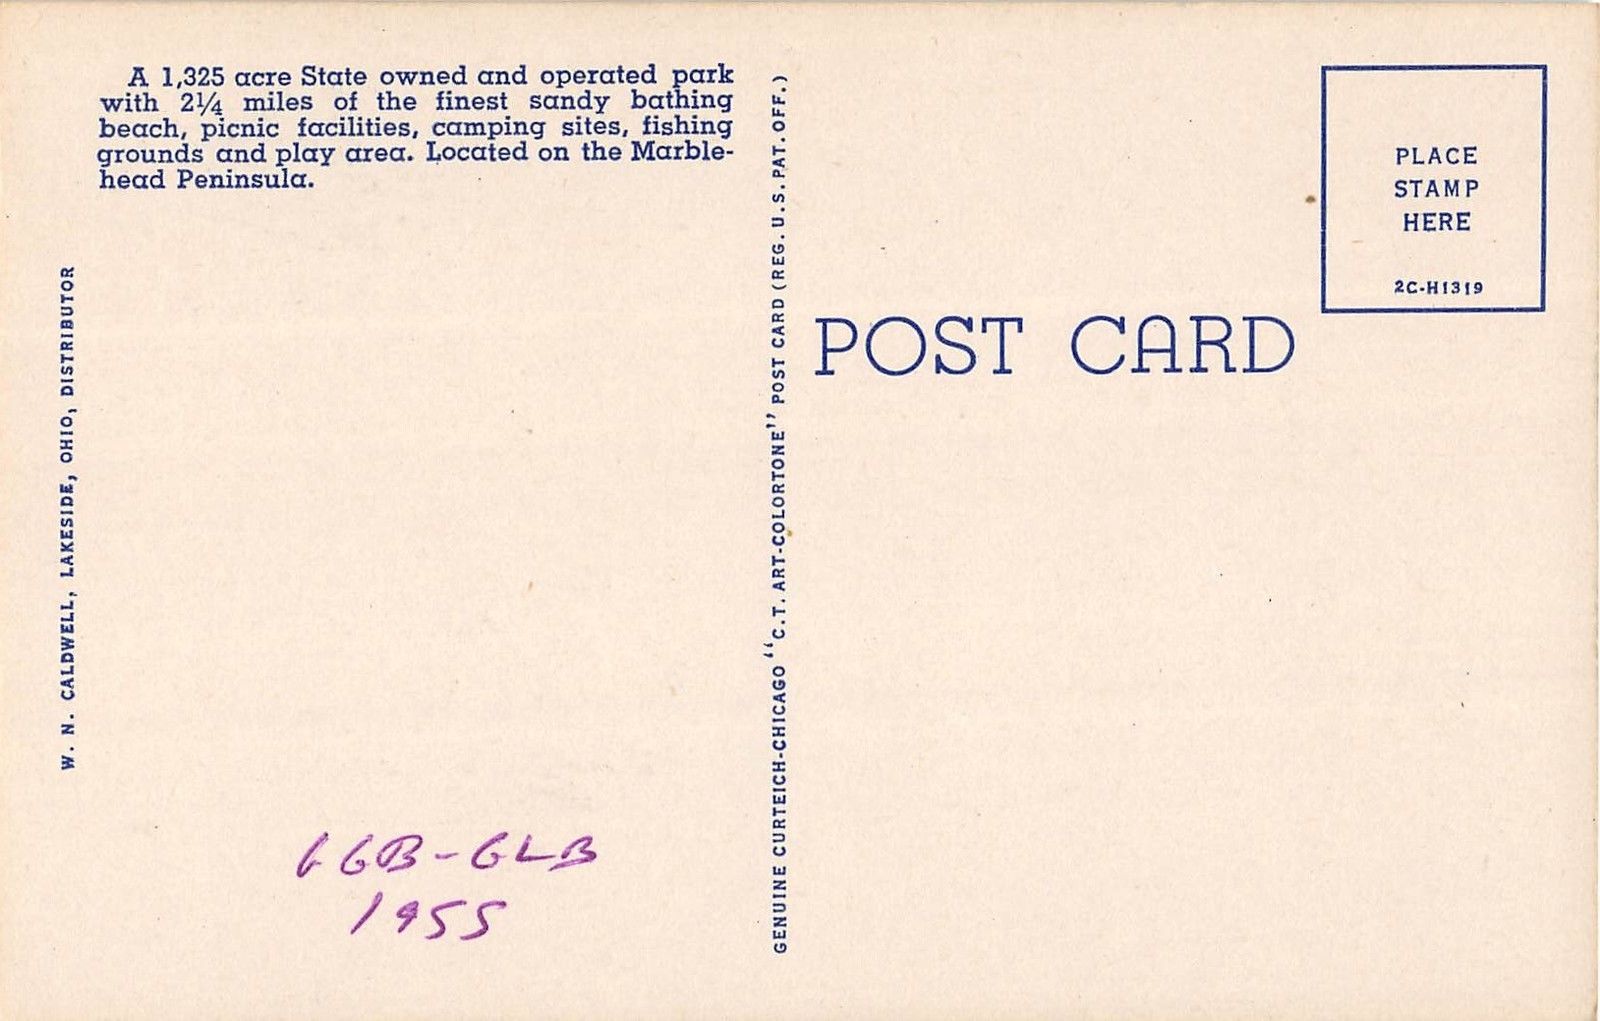 A 1,325 acre State owned and operated park
with 2¼ miles of the finest sandy bathing
beach, picnic facilities, camping sites, fishing
grounds and play area. Located on the Marble-
head Peninsula.
W. N. CALDWELL, LAKESIDE, OHIO, DISTRIBUTOR
GENUINE CURTEICH-CHICAGO "C.T. ART-COLORTONE" POST CARD (REG. U.S. PAT. OFF.)
PLACE
STAMP
HERE
2C-H1319
POST CARD
GLB
1955